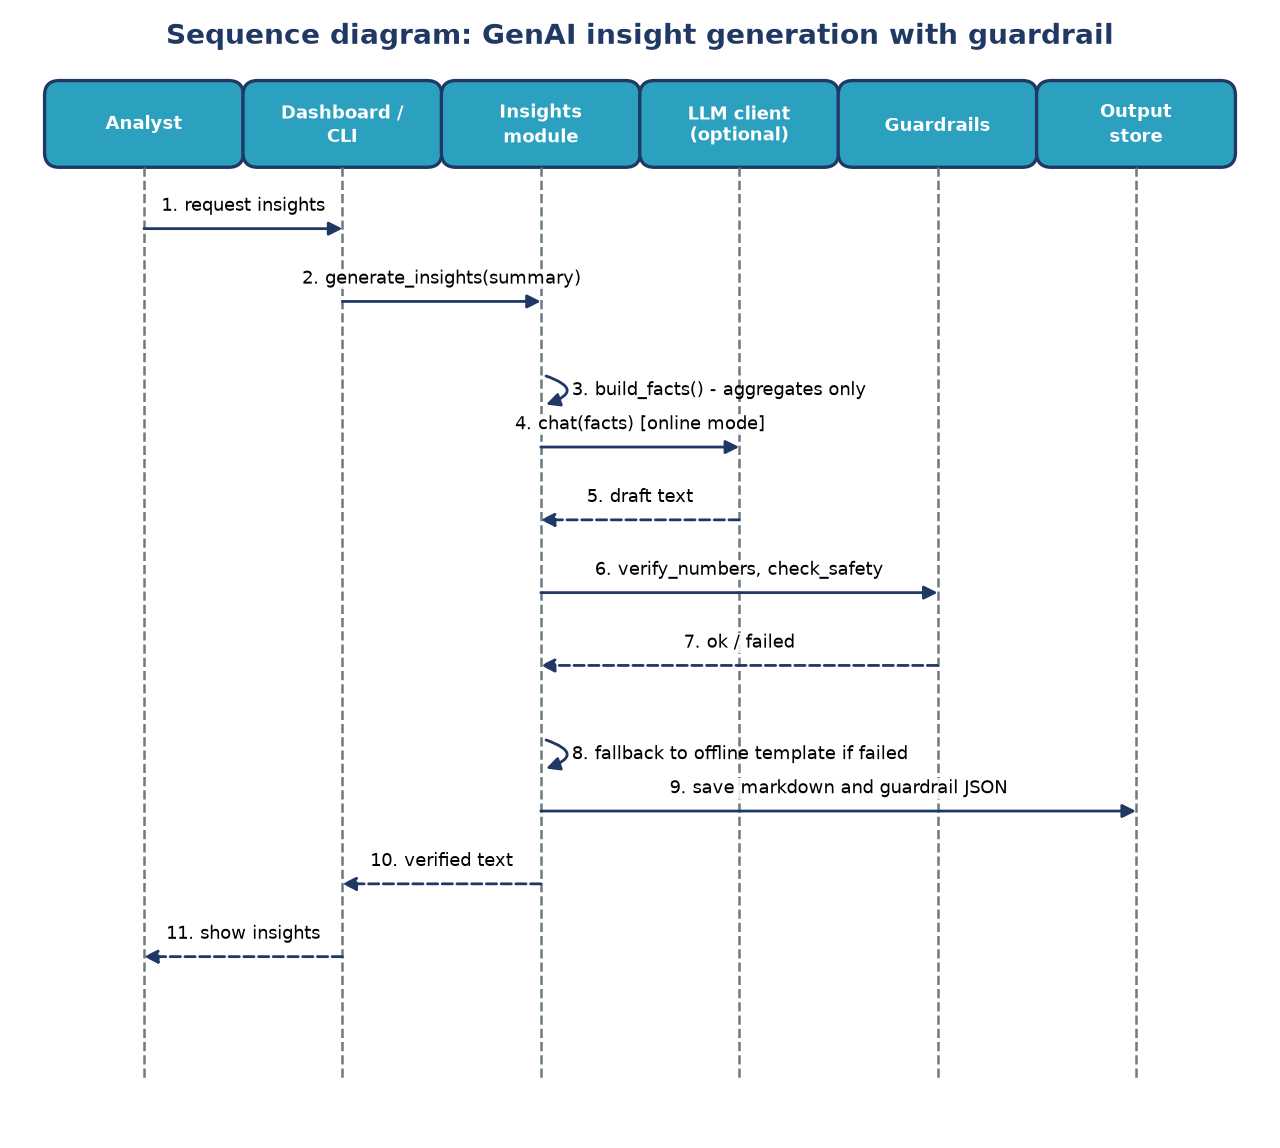 Sequence diagram: GenAI insight generation with guardrail
Analyst
Dashboard /
CLI
Insights
module
LLM client
(optional)
Guardrails
Output
store
1. request insights
2. generate_insights(summary)
3. build_facts() - aggregates only
4. chat(facts) [online mode]
5. draft text
6. verify_numbers, check_safety
7. ok / failed
8. fallback to offline template if failed
9. save markdown and guardrail JSON
10. verified text
11. show insights